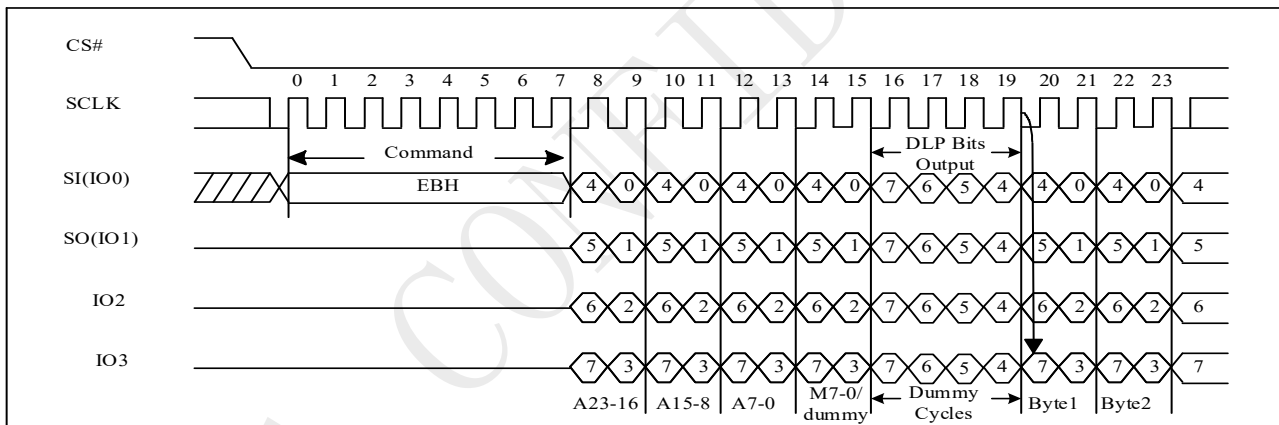 CS#
0 1 2 3 4 5 6 7 8 9 10 11 12 13 14 15 16 17 18 19 20 21 22 23
SCLK
Command
DLP Bits
Output
SI(IO0)
EBH
4 0 4 0 4 0 4 0 7 6 5 4 4 0 4 0 4
SO(IO1)
5 1 5 1 5 1 5 1 7 6 5 4 5 1 5 1 5
IO2
6 2 6 2 6 2 6 2 7 6 5 4 6 2 6 2 6
IO3
7 3 7 3 7 3 7 3 7 6 5 4 7 3 7 3 7
A23-16 A15-8 A7-0 M7-0/
dummy Dummy
Cycles Byte1 Byte2
CONFID